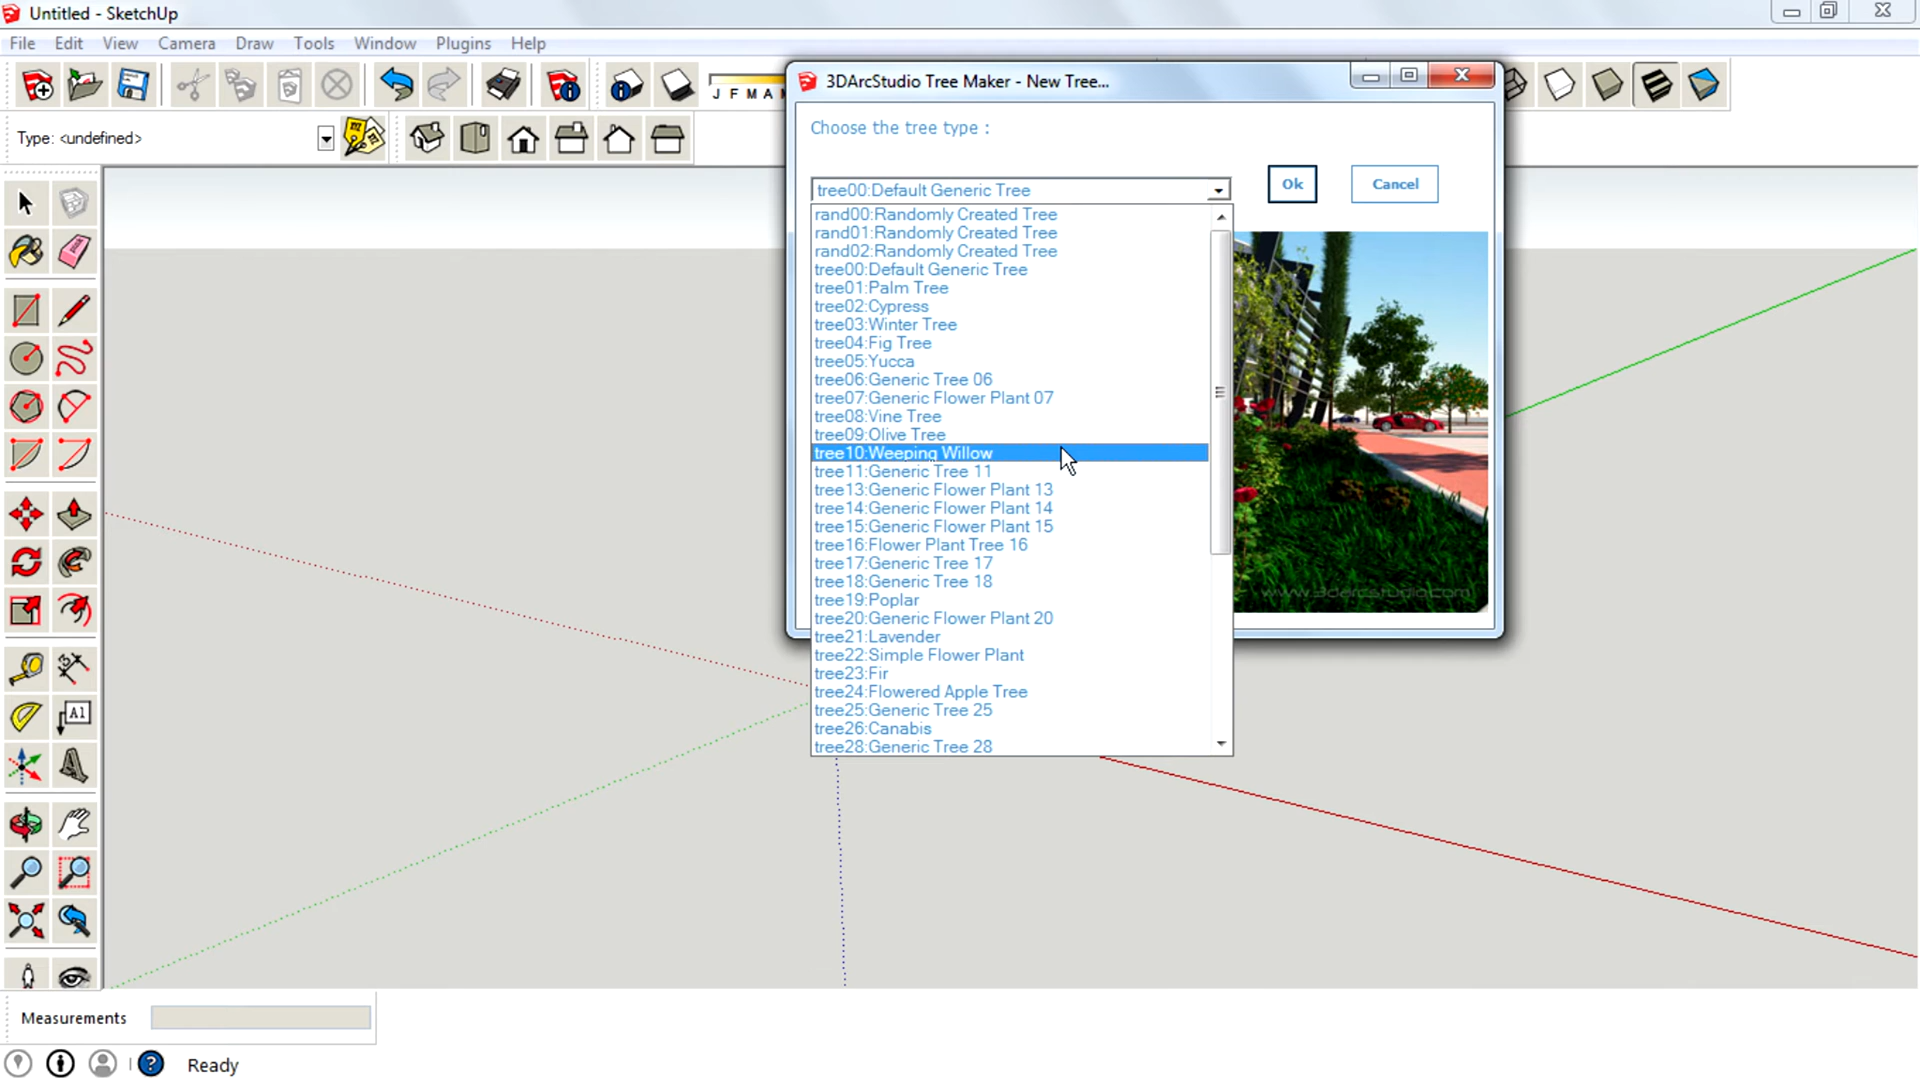 Untitled - SketchUp
File Edit View Camera Draw Tools Window Plugins Help
J F M A M
Type: <undefined>
3DArcStudio Tree Maker - New Tree...
Choose the tree type :
tree00:Default Generic Tree
Ok Cancel
rand00:Randomly Created Tree
rand01:Randomly Created Tree
rand02:Randomly Created Tree
tree00:Default Generic Tree
tree01:Palm Tree
tree02:Cypress
tree03:Winter Tree
tree04:Fig Tree
tree05:Yucca
tree06:Generic Tree 06
tree07:Generic Flower Plant 07
tree08:Vine Tree
tree09:Olive Tree
tree10:Weeping Willow
tree11:Generic Tree 11
tree13:Generic Flower Plant 13
tree14:Generic Flower Plant 14
tree15:Generic Flower Plant 15
tree16:Flower Plant Tree 16
tree17:Generic Tree 17
tree18:Generic Tree 18
tree19:Poplar
tree20:Generic Flower Plant 20
tree21:Lavender
tree22:Simple Flower Plant
tree23:Fir
tree24:Flowered Apple Tree
tree25:Generic Tree 25
tree26:Canabis
tree28:Generic Tree 28
www.3darcstudio.com
A1
Measurements
Ready